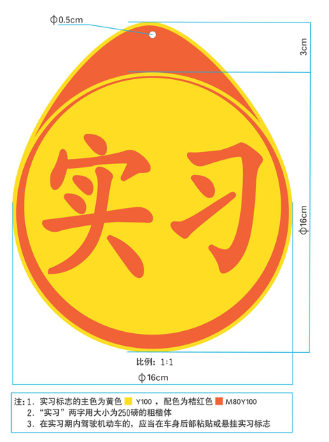 Φ0.5cm
3cm
实习
Φ16cm
比例：1:1
Φ16cm
注：1．实习标志的主色为黄色 Y100，配色为桔红色 M80Y100
2．“实习”两字用大小为250磅的粗楷体
3．在实习期内驾驶机动车的，应当在车身后部粘贴或悬挂实习标志